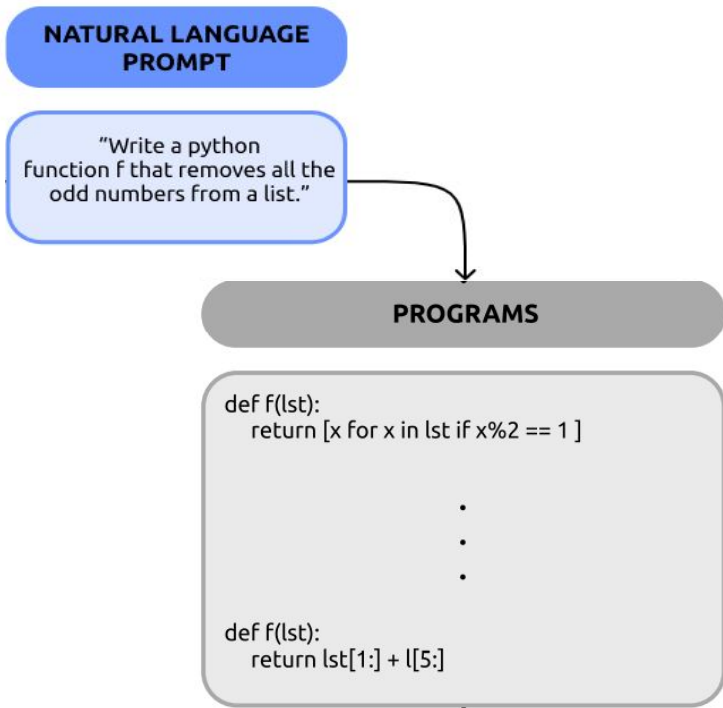 NATURAL LANGUAGE
PROMPT
“Write a python
function f that removes all the
odd numbers from a list.”
PROGRAMS
def f(lst):
return [x for x in lst if x%2 == 1 ]
.
.
.
def f(lst):
return lst[1:] + l[5:]